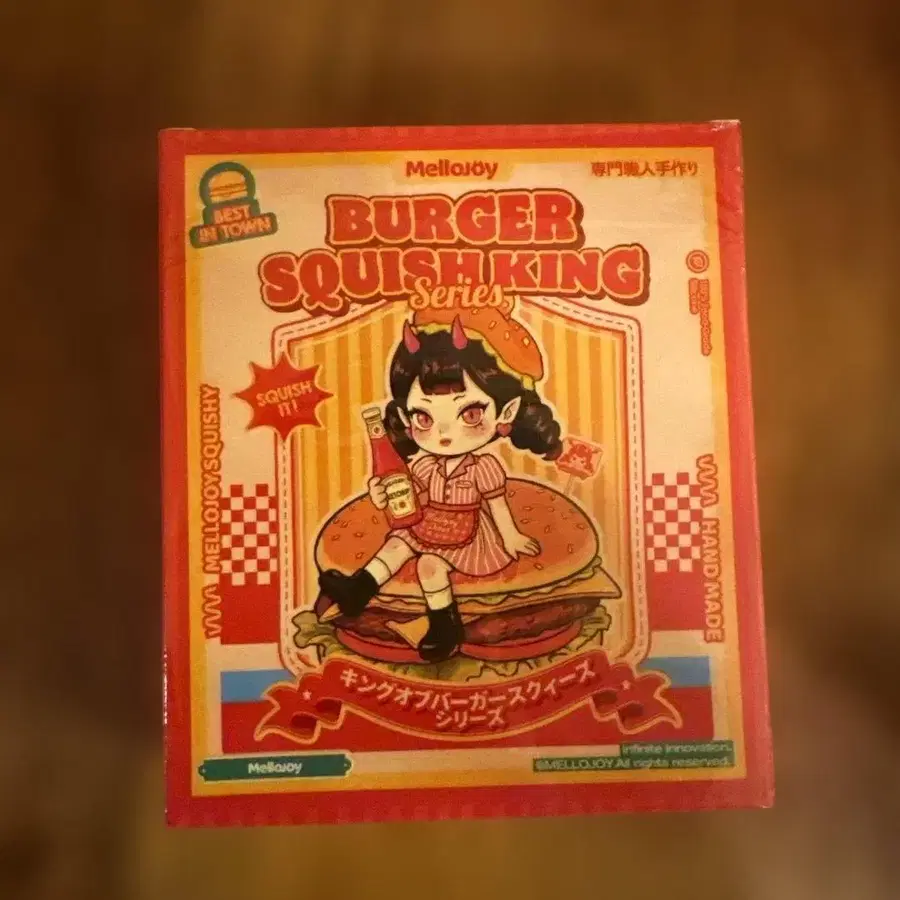 MelloJoy
専門職人手作り
BEST
IN TOWN
BURGER
SQUISH KING
Series
SQUISH
IT!
MELLOJOY SQUISHY
HAND MADE
KETCHUP
キングオブバーガースクィーズ
シリーズ
MelloJoy
infinite innovation.
©MELLOJOY All rights reserved.